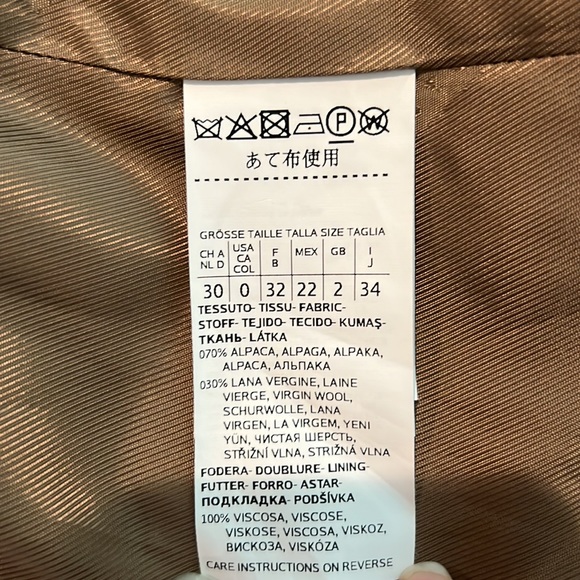 P W
あて布使用
GRÖSSE TAILLE TALLA SIZE TAGLIA
CH A NL D | USA CA COL | F B | MEX | GB | I J
30 | 0 | 32 | 22 | 2 | 34
TESSUTO- TISSU- FABRIC-
STOFF- TEJIDO- TECIDO- KUMAŞ-
ТКАНЬ- LÁTKA
070% ALPACA, ALPAGA, ALPAKA,
ALPACA, АЛЬПАКА
030% LANA VERGINE, LAINE
VIERGE, VIRGIN WOOL,
SCHURWOLLE, LANA
VIRGEN, LA VIRGEM, YENI
YÜN, ЧИСТАЯ ШЕРСТЬ,
STŘIŽNÍ VLNA, STRIŽNÁ VLNA
FODERA- DOUBLURE- LINING-
FUTTER- FORRO- ASTAR-
ПОДКЛАДКА- PODŠÍVKA
100% VISCOSA, VISCOSE,
VISKOSE, VISCOSA, VISKOZ,
ВИСКОЗА, VISKÓZA
CARE INSTRUCTIONS ON REVERSE